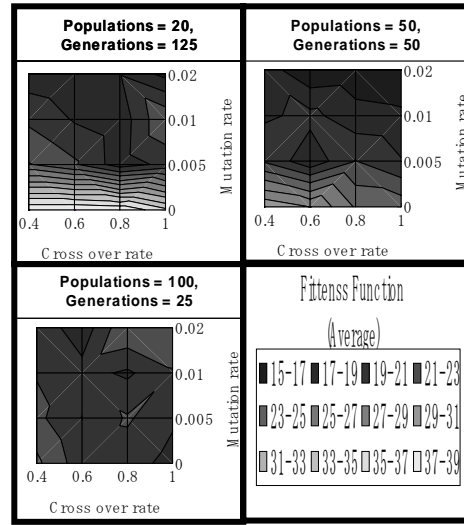 Populations = 20,
Generations = 125
0.02
0.01
0.005
0
Mutation rate
0.4 0.6 0.8 1
Cross over rate
Populations = 50,
Generations = 50
0.02
0.01
0.005
0
Mutation rate
0.4 0.6 0.8 1
Cross over rate
Populations = 100,
Generations = 25
0.02
0.01
0.005
0
Mutation rate
0.4 0.6 0.8 1
Cross over rate
Fittenss Function
(Average)
15-17 17-19 19-21 21-23
23-25 25-27 27-29 29-31
31-33 33-35 35-37 37-39